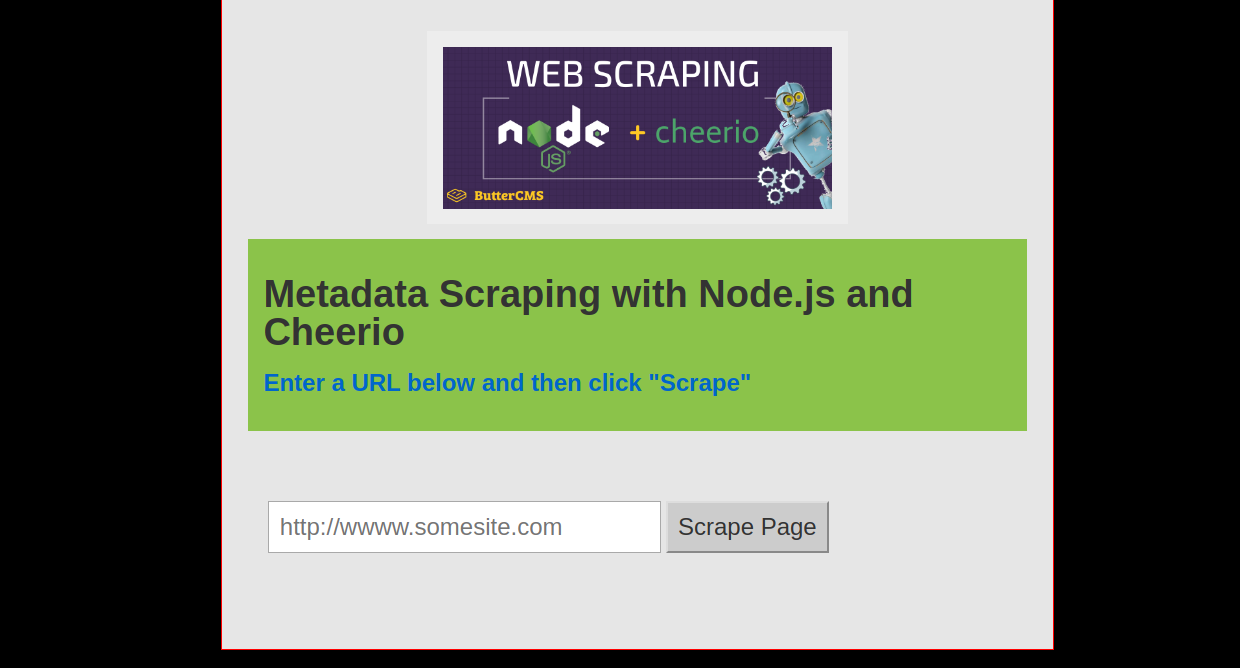 WEB SCRAPING
node + cheerio
JS
ButterCMS
Metadata Scraping with Node.js and
Cheerio
Enter a URL below and then click "Scrape"
http://wwww.somesite.com Scrape Page